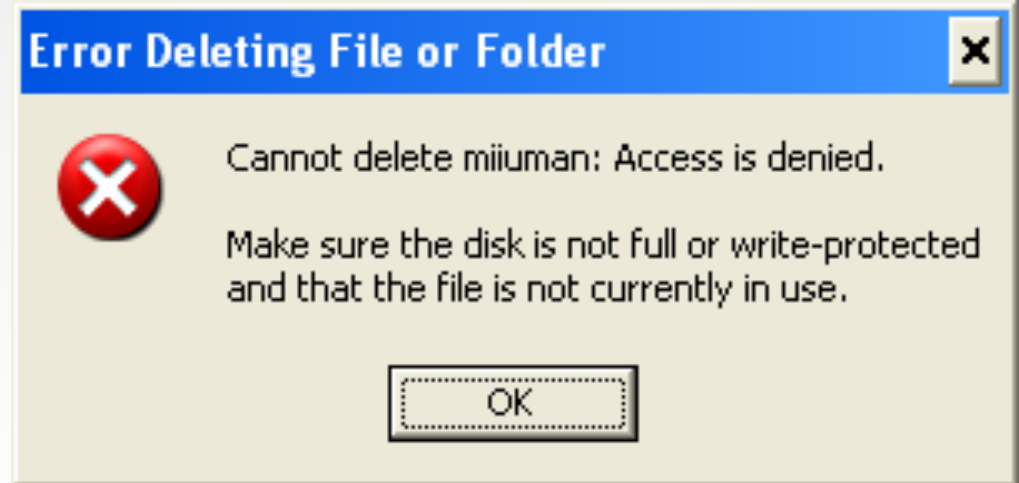 Error Deleting File or Folder
Cannot delete miiuman: Access is denied.
Make sure the disk is not full or write-protected
and that the file is not currently in use.
OK